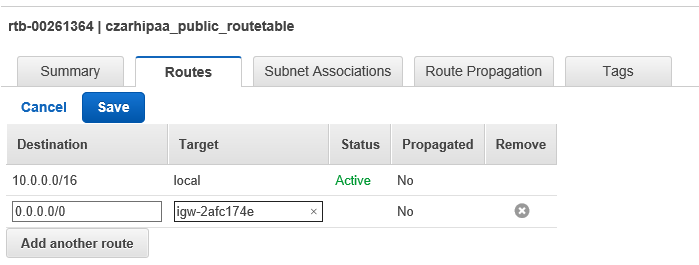 rtb-00261364 | czarhipaa_public_routetable
Summary Routes Subnet Associations Route Propagation Tags
Cancel Save
Destination Target Status Propagated Remove
10.0.0.0/16 local Active No
0.0.0.0/0 igw-2afc174e × No
Add another route